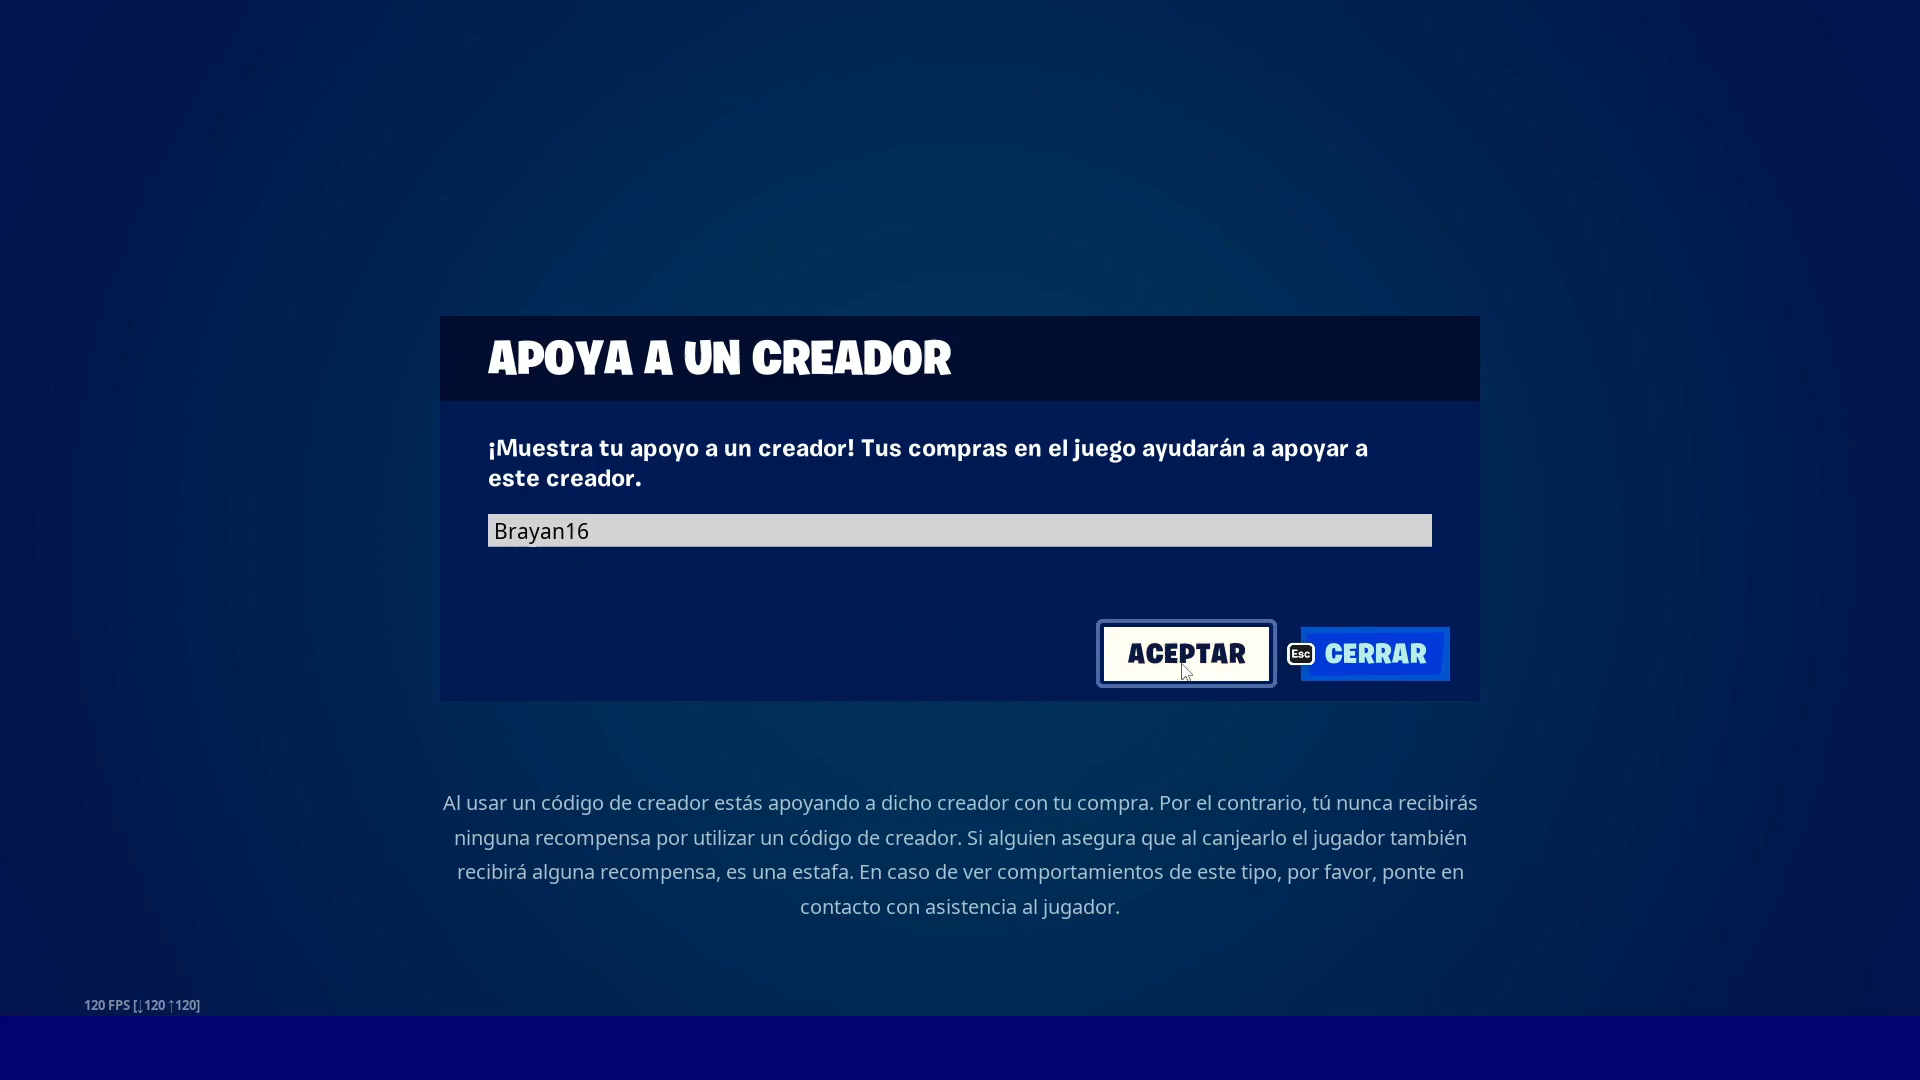 APOYA A UN CREADOR
¡Muestra tu apoyo a un creador! Tus compras en el juego ayudarán a apoyar a
este creador.
Brayan16
ACEPTAR
Esc CERRAR
Al usar un código de creador estás apoyando a dicho creador con tu compra. Por el contrario, tú nunca recibirás
ninguna recompensa por utilizar un código de creador. Si alguien asegura que al canjearlo el jugador también
recibirá alguna recompensa, es una estafa. En caso de ver comportamientos de este tipo, por favor, ponte en
contacto con asistencia al jugador.
120 FPS [↓120 ↑120]